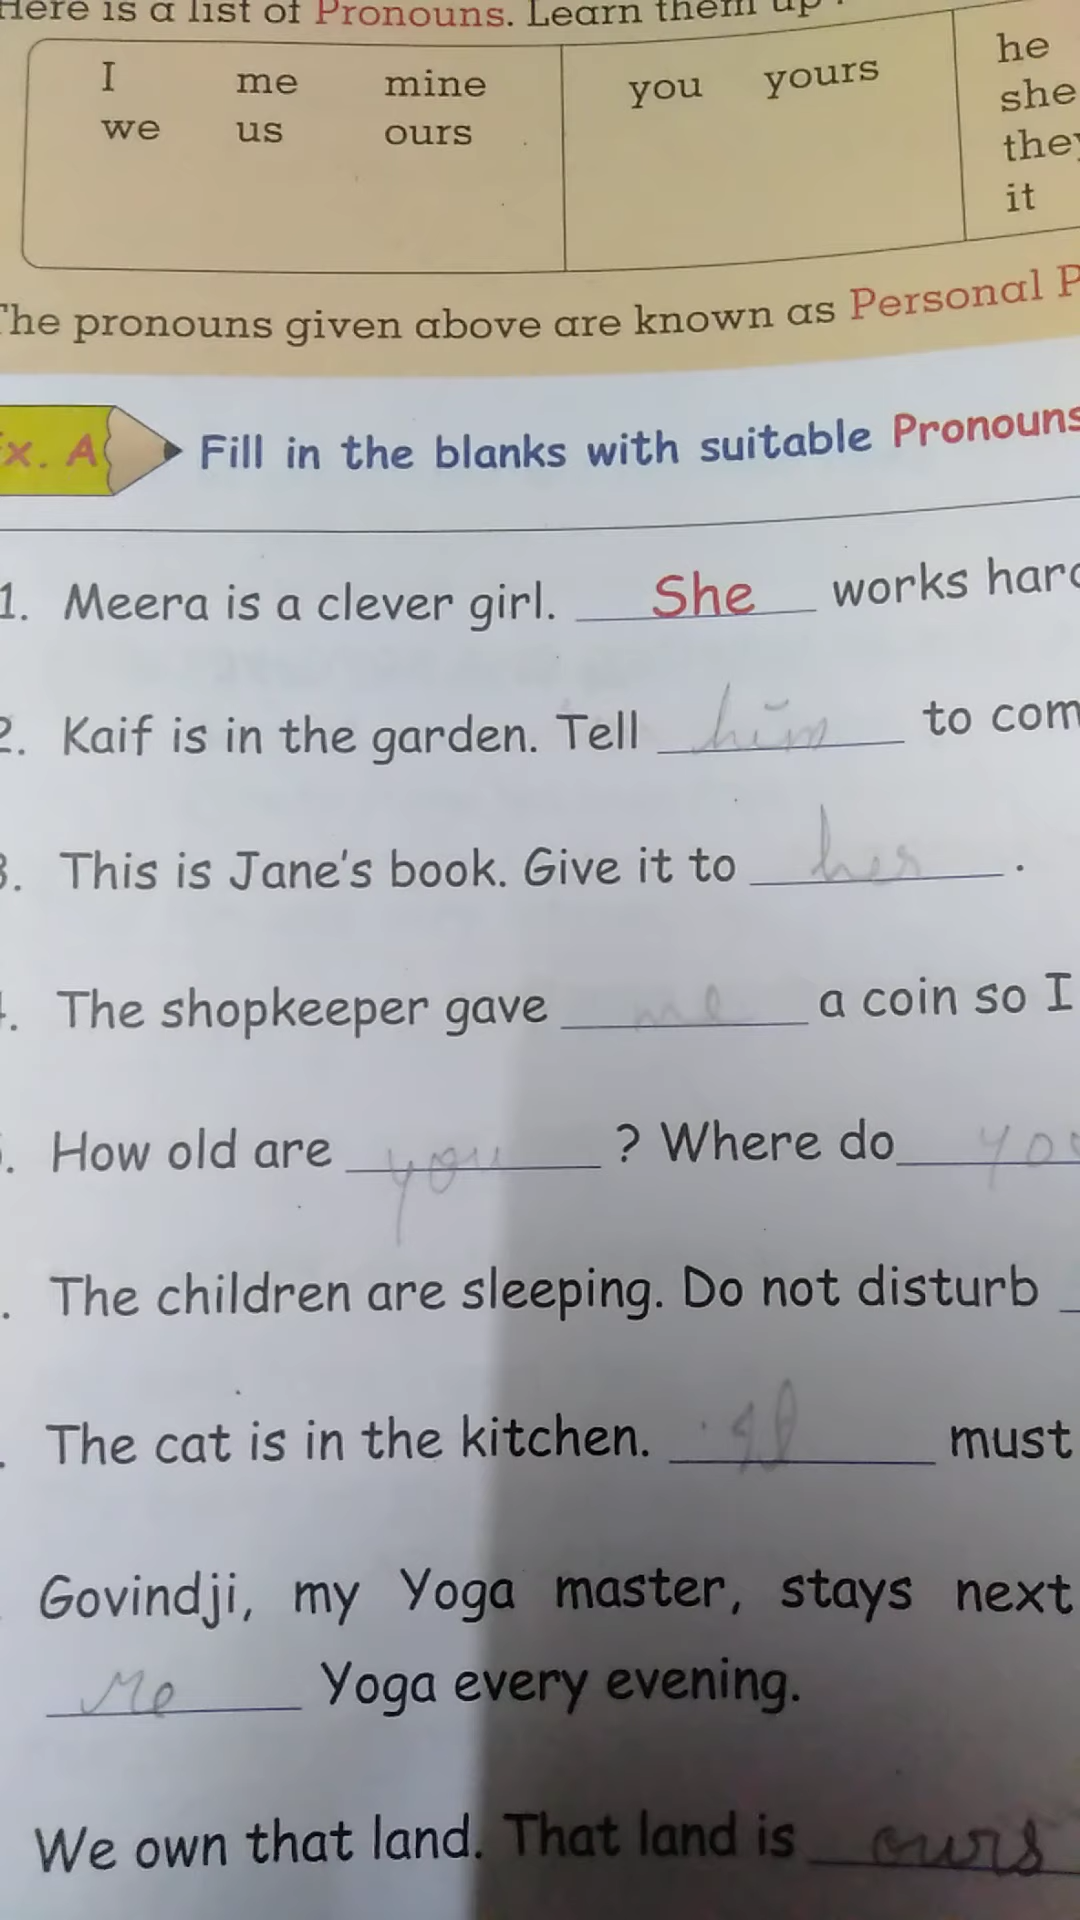 Here is a list of Pronouns. Learn them up
I me mine you yours he
we us ours she
they
it
The pronouns given above are known as Personal P
Ex. A Fill in the blanks with suitable Pronouns
1. Meera is a clever girl. She works hard
2. Kaif is in the garden. Tell him to com
3. This is Jane's book. Give it to her.
. The shopkeeper gave me a coin so I
. How old are you ? Where do you
. The children are sleeping. Do not disturb
. The cat is in the kitchen. It must
Govindji, my Yoga master, stays next
Me Yoga every evening.
We own that land. That land is ours